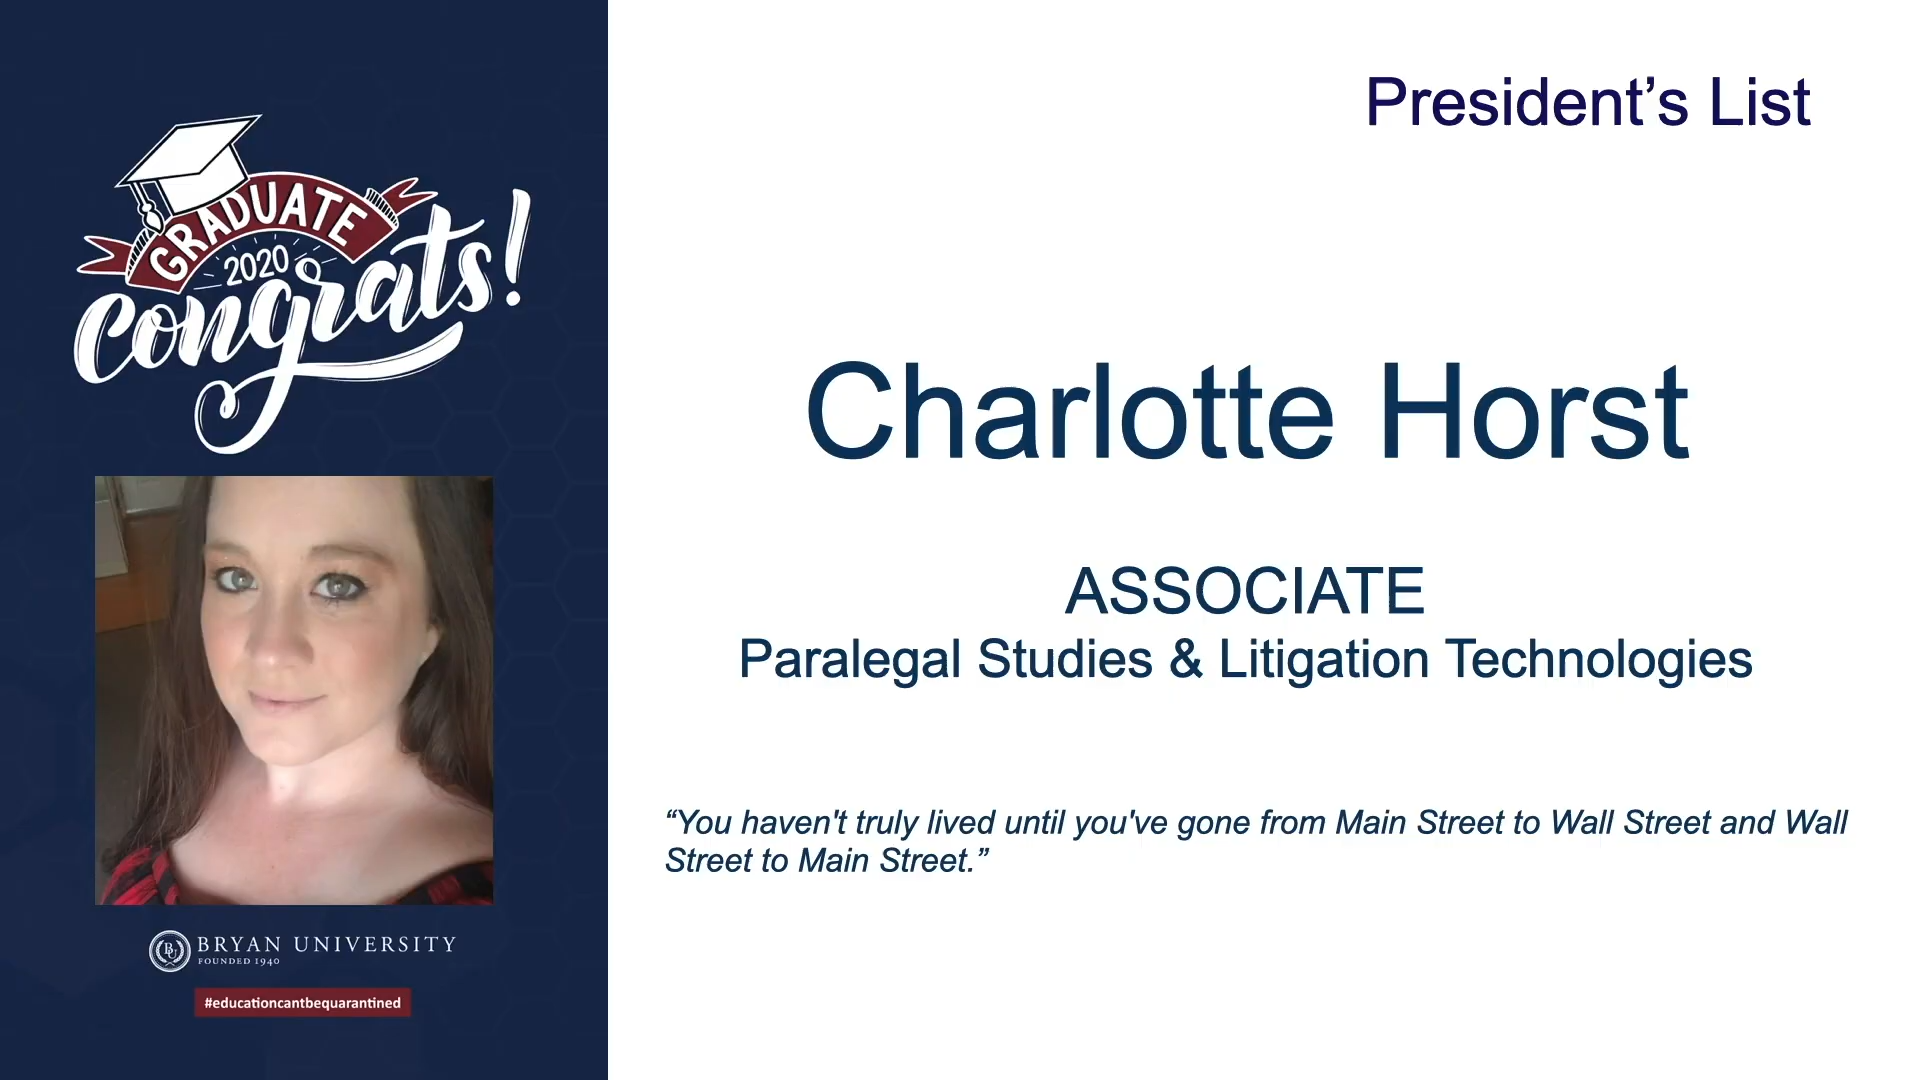 GRADUATE
2020
congrats!
BU
BRYAN UNIVERSITY
FOUNDED 1940
#educationcantbequarantined
President’s List
Charlotte Horst
ASSOCIATE
Paralegal Studies & Litigation Technologies
“You haven't truly lived until you've gone from Main Street to Wall Street and Wall
Street to Main Street.”